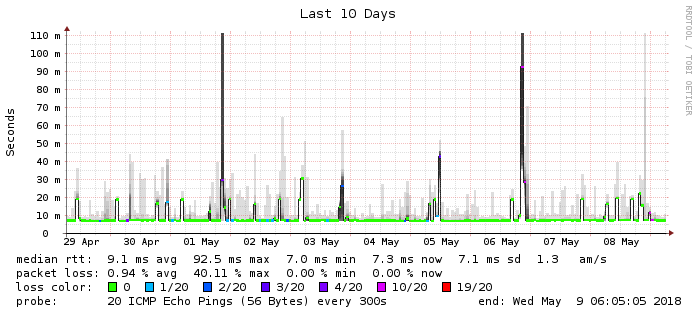 Last 10 Days
RRDTOOL / TOBI OETIKER
Seconds
110 m
100 m
90 m
80 m
70 m
60 m
50 m
40 m
30 m
20 m
10 m
0
29 Apr 30 Apr 01 May 02 May 03 May 04 May 05 May 06 May 07 May 08 May
median rtt: 9.1 ms avg 92.5 ms max 7.0 ms min 7.3 ms now 7.1 ms sd 1.3 am/s
packet loss: 0.94 % avg 40.11 % max 0.00 % min 0.00 % now
loss color: 0 1/20 2/20 3/20 4/20 10/20 19/20
probe: 20 ICMP Echo Pings (56 Bytes) every 300s end: Wed May 9 06:05:05 2018